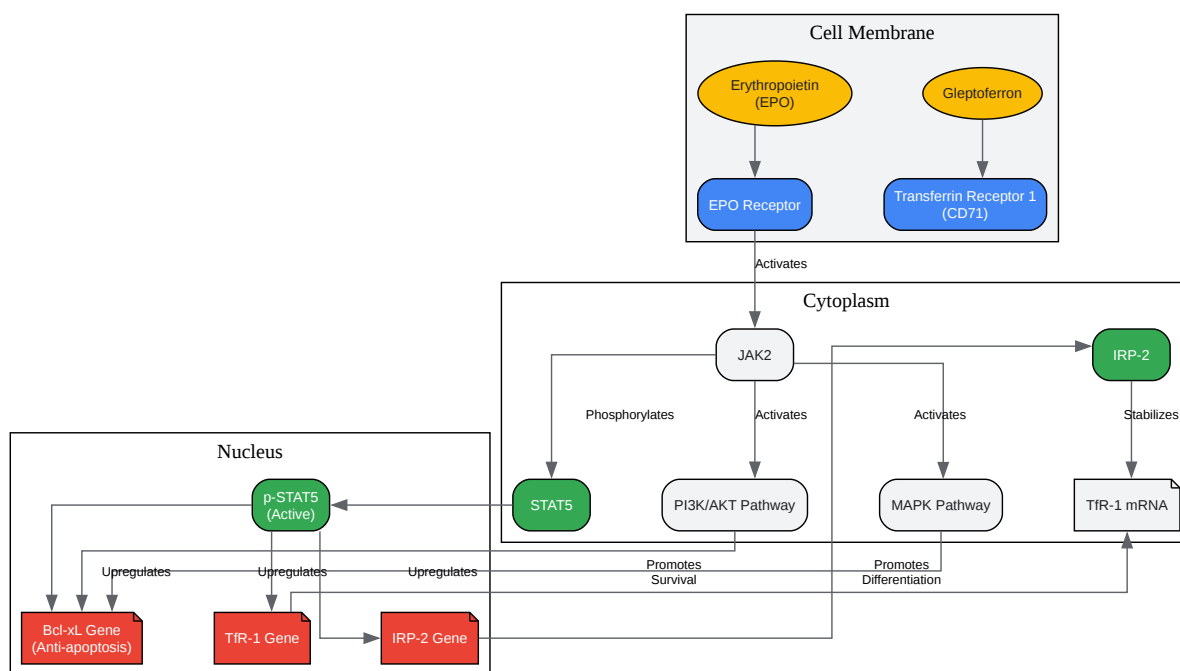 Cell Membrane
Erythropoietin
(EPO)
Gleptoferron
EPO Receptor
Transferrin Receptor 1
(CD71)
Activates
Cytoplasm
JAK2
IRP-2
Phosphorylates
Activates
Activates
Stabilizes
Nucleus
p-STAT5
(Active)
STAT5
PI3K/AKT Pathway
MAPK Pathway
TfR-1 mRNA
Upregulates
Upregulates
Upregulates
Promotes
Survival
Promotes
Differentiation
Bcl-xL Gene
(Anti-apoptosis)
TfR-1 Gene
IRP-2 Gene